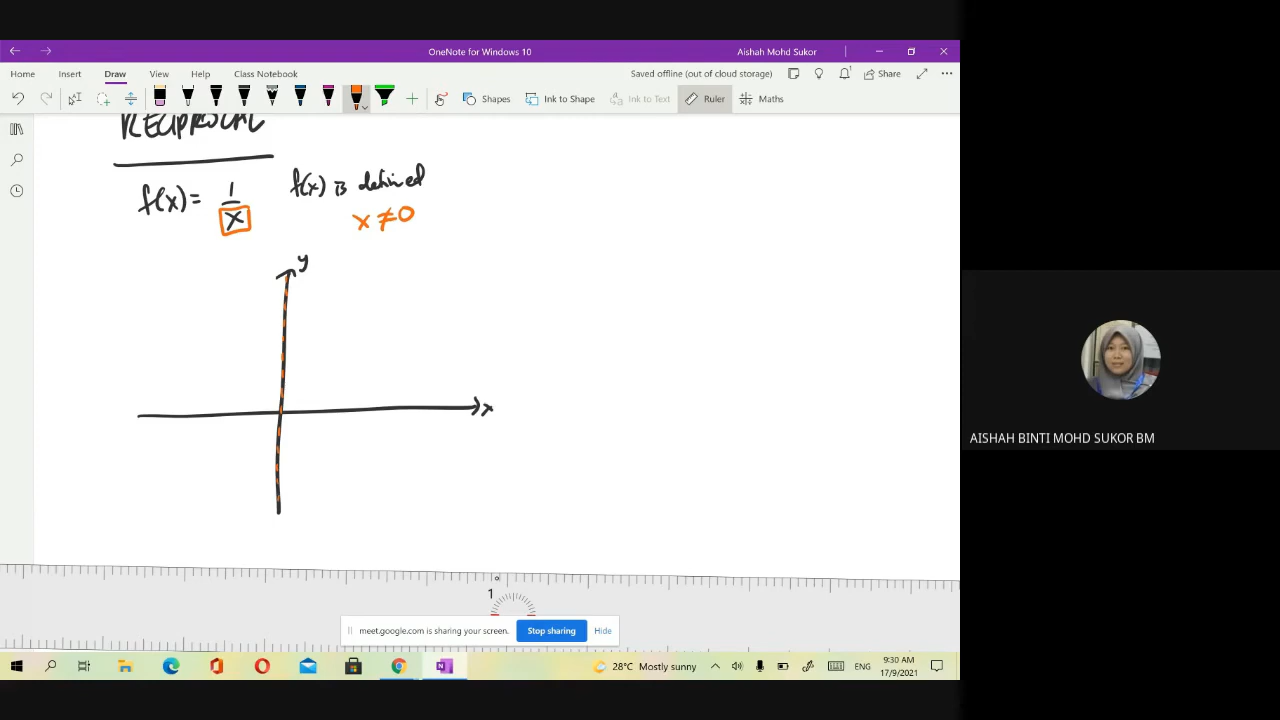 OneNote for Windows 10
Aishah Mohd Sukor
Home Insert Draw View Help Class Notebook
Saved offline (out of cloud storage) Share
Shapes Ink to Shape Ink to Text Ruler Maths
RECIPROCAL
f(x) = 1/x f(x) is defined
x ≠ 0
y
x
AISHAH BINTI MOHD SUKOR BM
1
meet.google.com is sharing your screen. Stop sharing Hide
28°C Mostly sunny ENG 9:30 AM
17/9/2021